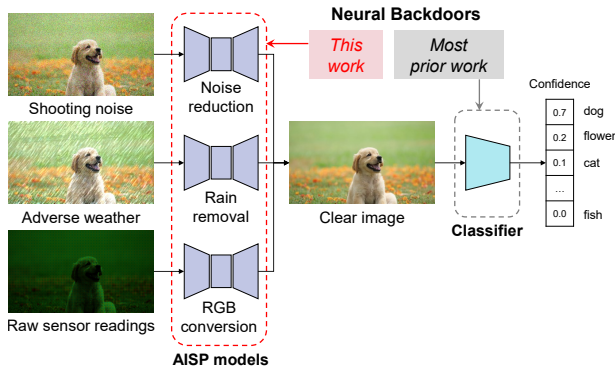 Neural Backdoors
This
work
Most
prior work
Noise
reduction
Shooting noise
Confidence
0.7 dog
0.2 flower
0.1 cat
...
0.0 fish
Rain
removal
Adverse weather
Clear image
Classifier
RGB
conversion
Raw sensor readings
AISP models